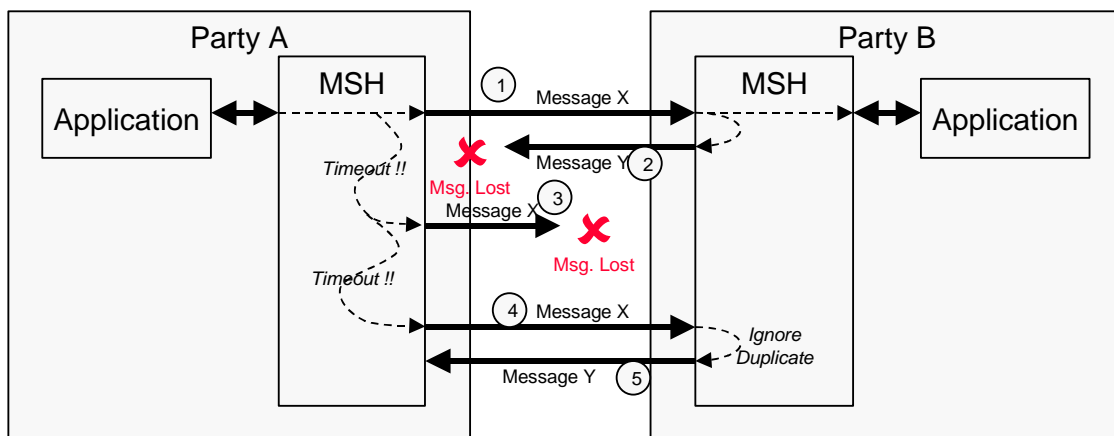 Party A
Party B
MSH
MSH
Application
Application
1
Message X
Message Y
2
Timeout !!
Msg. Lost
Message X
3
Msg. Lost
Timeout !!
4
Message X
Ignore
Duplicate
Message Y
5